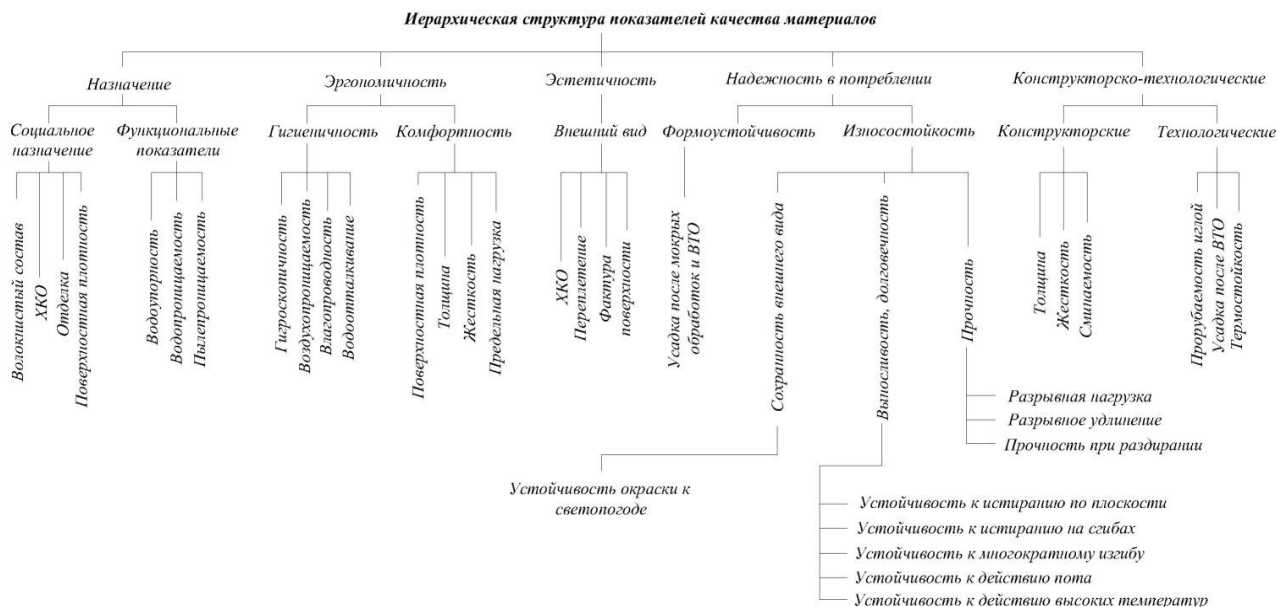 Иерархическая структура показателей качества материалов
Назначение
Эргономичность
Эстетичность
Надежность в потреблении
Конструкторско-технологические
Социальное
назначение
Функциональные
показатели
Гигиеничность
Комфортность
Внешний вид
Формоустойчивость
Износостойкость
Конструкторские
Технологические
Волокнистый состав
ХКО
Отделка
Поверхностная плотность
Водоупорность
Водопроницаемость
Пылепроницаемость
Гигроскопичность
Воздухопроницаемость
Влагопроводность
Водоотталкивание
Поверхностная плотность
Толщина
Жесткость
Предельная нагрузка
ХКО
Переплетение
Фактура
поверхности
Усадка после мокрых
обработок и ВТО
Сохранность внешнего вида
Выносливость, долговечность
Прочность
Толщина
Жесткость
Сминаемость
Прорубаемость иглой
Усадка после ВТО
Термостойкость
Разрывная нагрузка
Разрывное удлинение
Прочность при раздирании
Устойчивость окраски к
светопогоде
Устойчивость к истиранию по плоскости
Устойчивость к истиранию на сгибах
Устойчивость к многократному изгибу
Устойчивость к действию пота
Устойчивость к действию высоких температур